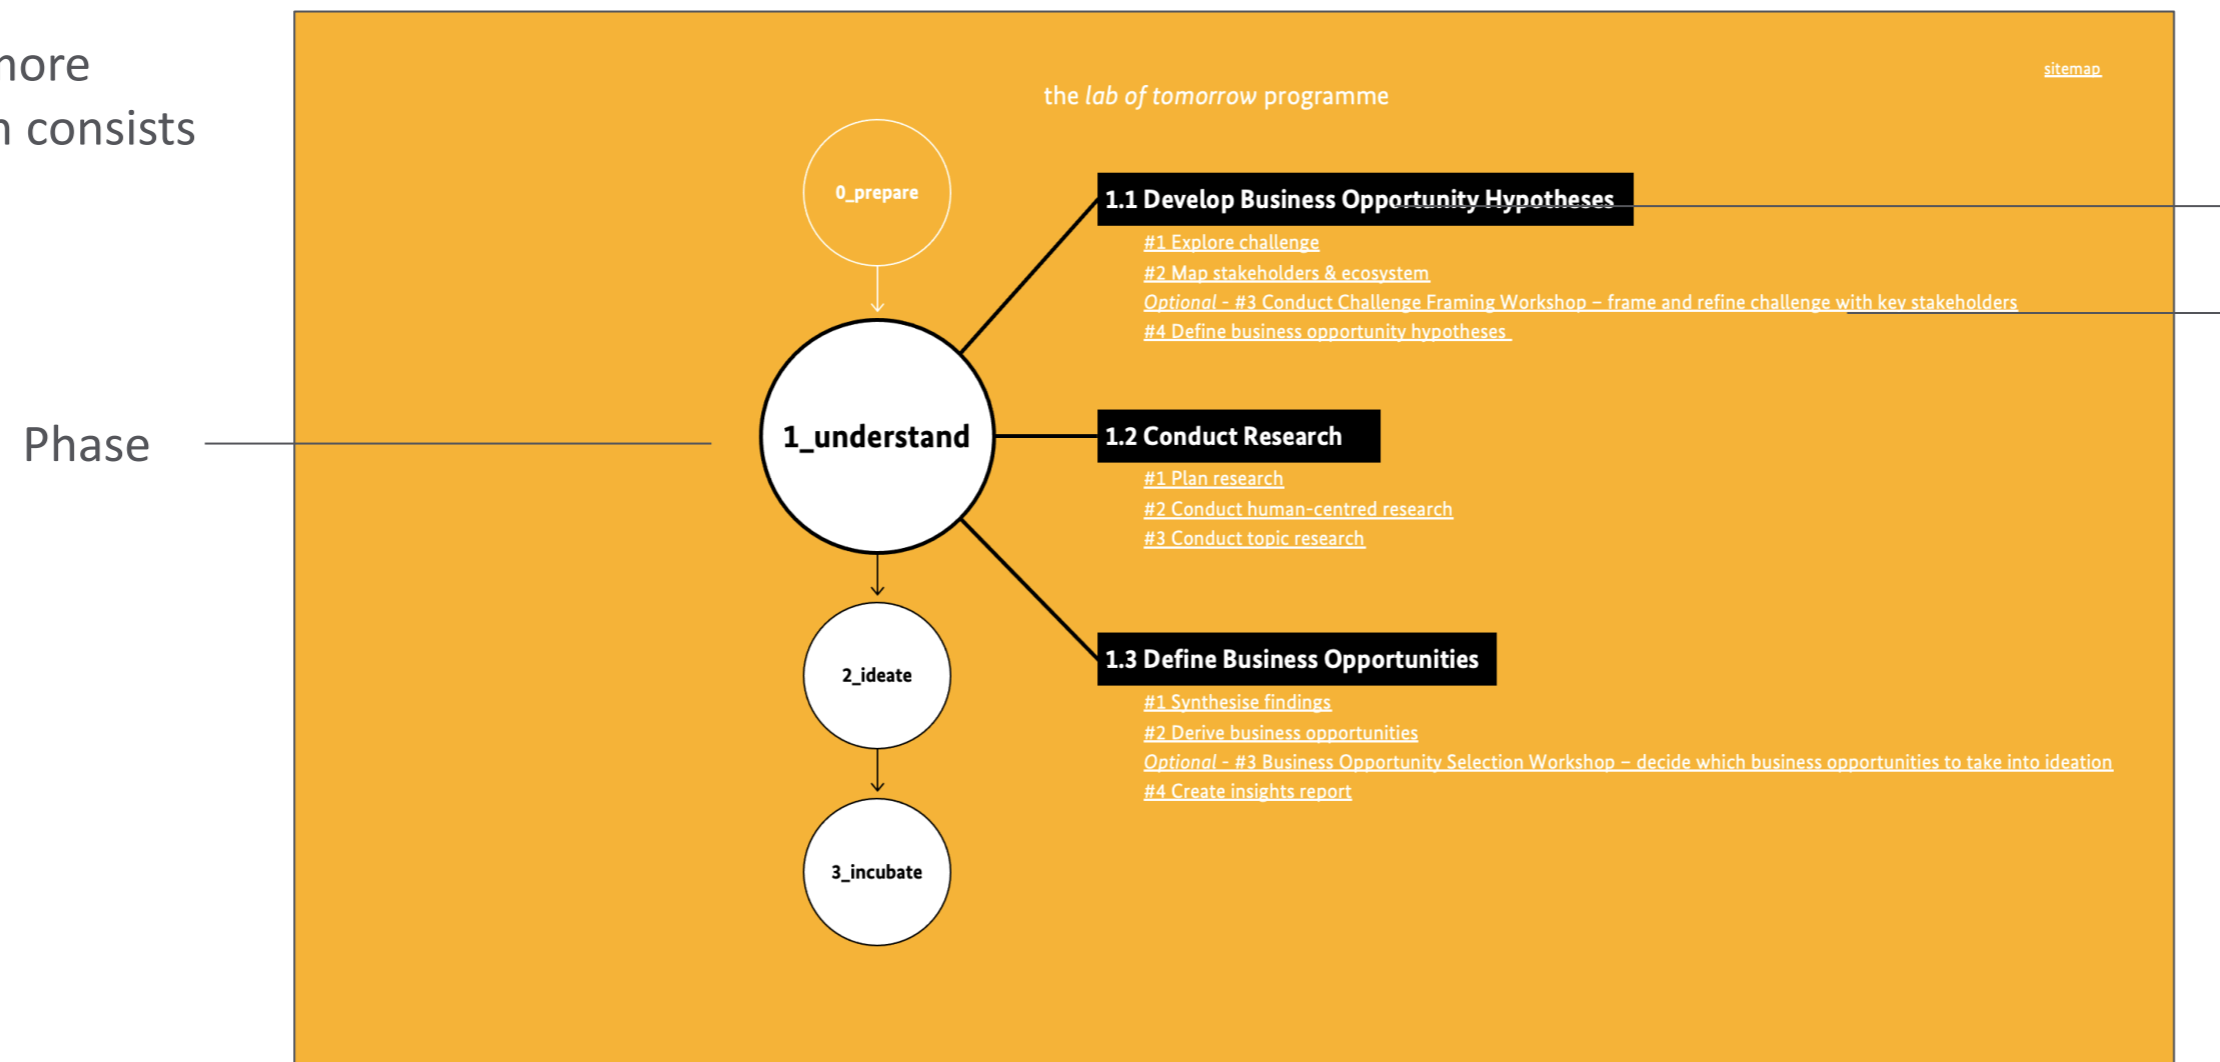 more
consists
sitemap
the lab of tomorrow programme
0_prepare
1.1 Develop Business Opportunity Hypotheses
#1 Explore challenge
#2 Map stakeholders & ecosystem
Optional - #3 Conduct Challenge Framing Workshop – frame and refine challenge with key stakeholders
#4 Define business opportunity hypotheses
Phase
1_understand
1.2 Conduct Research
#1 Plan research
#2 Conduct human-centred research
#3 Conduct topic research
1.3 Define Business Opportunities
#1 Synthesise findings
#2 Derive business opportunities
Optional - #3 Business Opportunity Selection Workshop – decide which business opportunities to take into ideation
#4 Create insights report
2_ideate
3_incubate